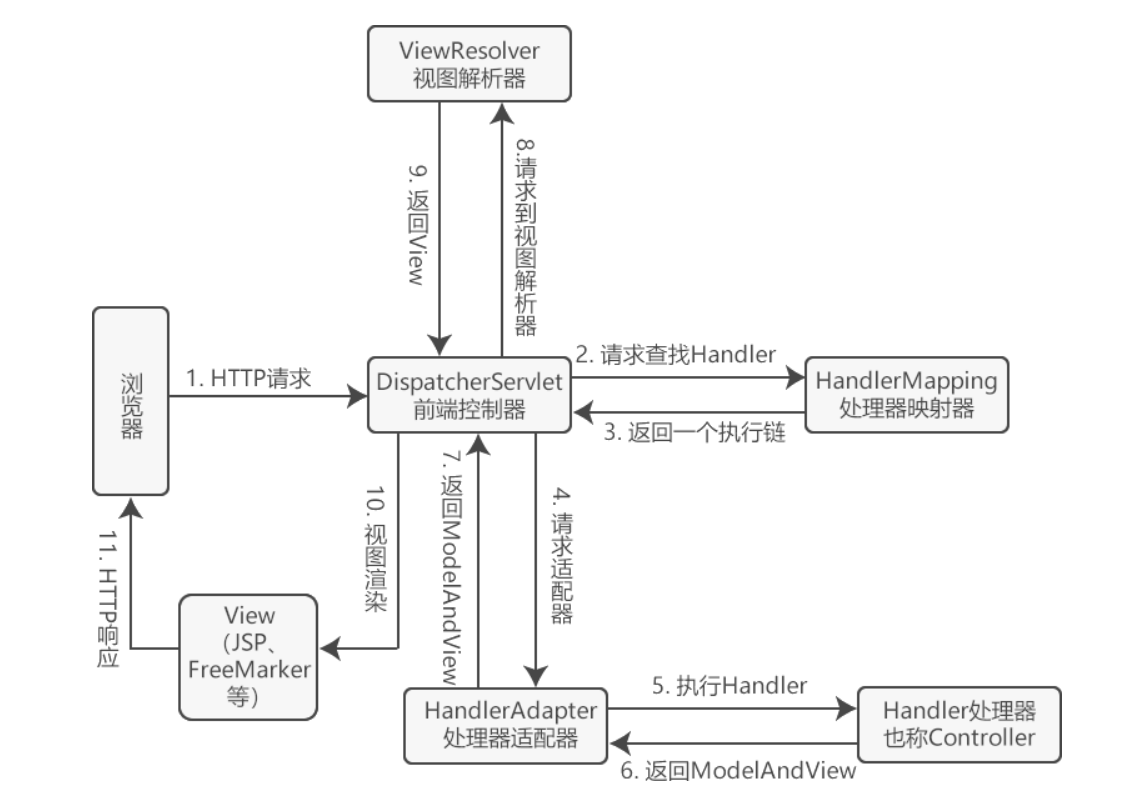 ViewResolver
视图解析器
9. 返回View
8.请求到视图解析器
浏览器
1. HTTP请求
DispatcherServlet
前端控制器
2. 请求查找Handler
3. 返回一个执行链
HandlerMapping
处理器映射器
10. 视图渲染
7. 返回ModelAndView
4. 请求适配器
11. HTTP响应
View
（JSP、
FreeMarker
等）
HandlerAdapter
处理器适配器
5. 执行Handler
6. 返回ModelAndView
Handler处理器
也称Controller